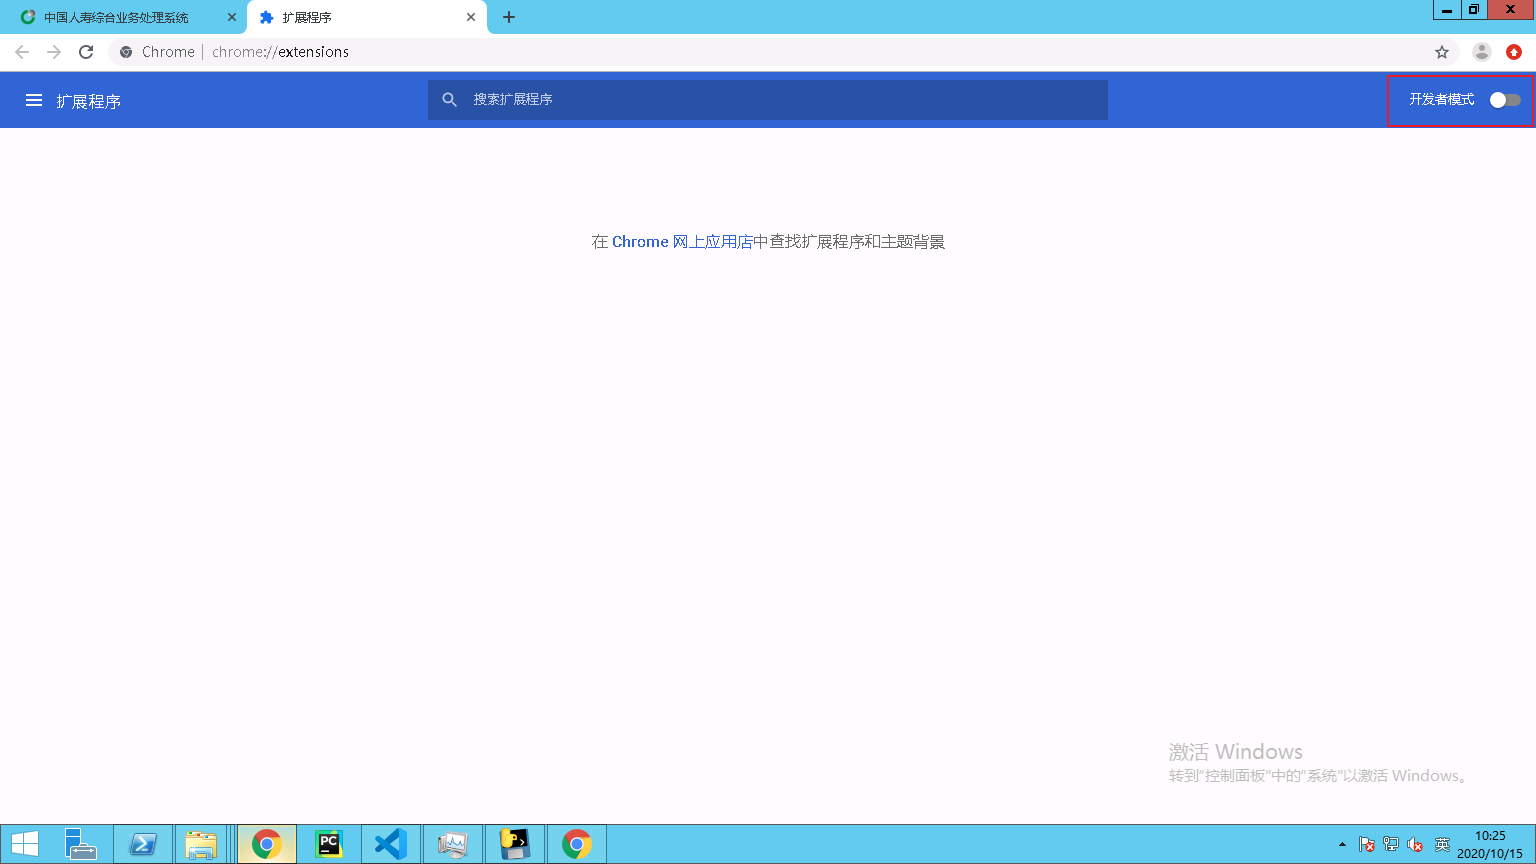 中国人寿综合业务处理系统
扩展程序
Chrome | chrome://extensions
扩展程序
搜索扩展程序
开发者模式
在 Chrome 网上应用店中查找扩展程序和主题背景
激活 Windows
转到“控制面板”中的“系统”以激活 Windows。
PC
英
10:25
2020/10/15